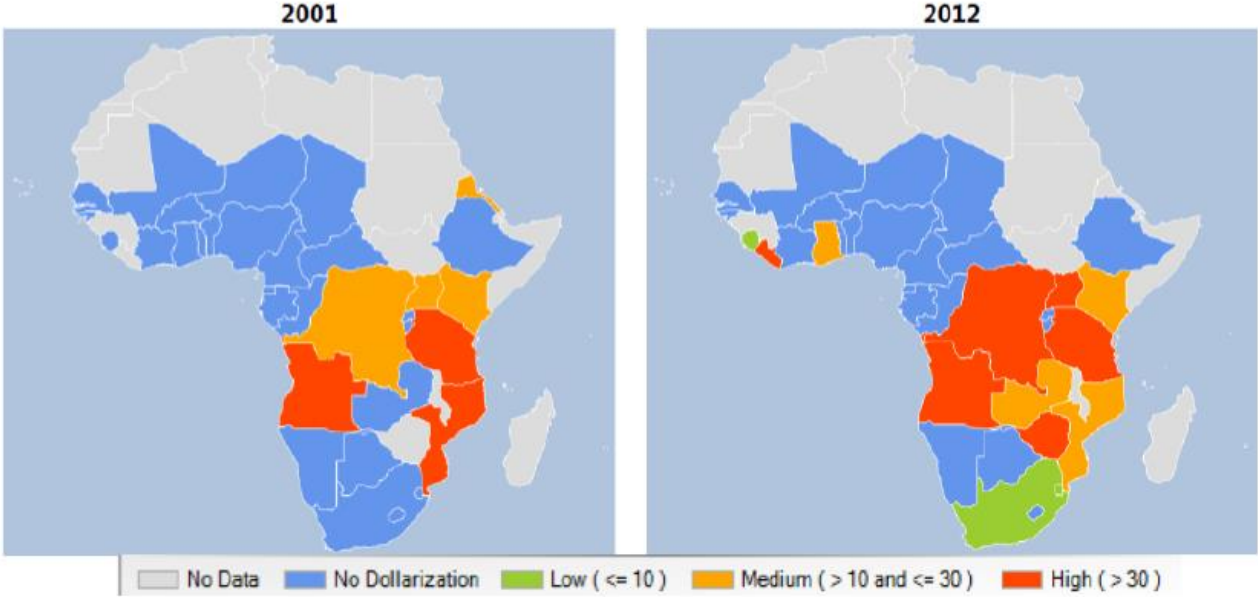 2001
2012
No Data No Dollarization Low ( <= 10 ) Medium ( > 10 and <= 30 ) High ( > 30 )